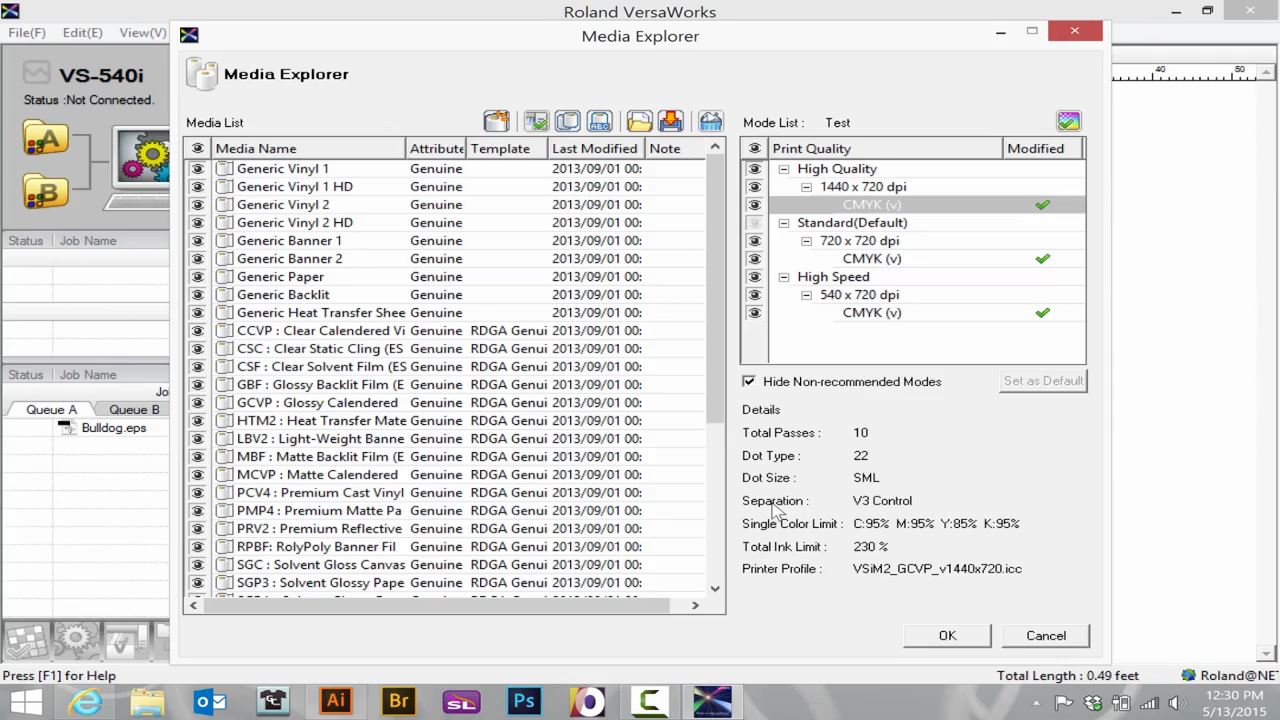 Roland VersaWorks
File(F) Edit(E) View(V)
Media Explorer
VS-540i
Status :Not Connected.
A
B
Status Job Name
Status Job Name
Jo
Queue A Queue B
Bulldog.eps
Media Explorer
Media List
ABC
Media Name Attribute Template Last Modified Note
Generic Vinyl 1 Genuine 2013/09/01 00:
Generic Vinyl 1 HD Genuine 2013/09/01 00:
Generic Vinyl 2 Genuine 2013/09/01 00:
Generic Vinyl 2 HD Genuine 2013/09/01 00:
Generic Banner 1 Genuine 2013/09/01 00:
Generic Banner 2 Genuine 2013/09/01 00:
Generic Paper Genuine 2013/09/01 00:
Generic Backlit Genuine 2013/09/01 00:
Generic Heat Transfer Shee Genuine 2013/09/01 00:
CCVP : Clear Calendered Vi Genuine RDGA Genui 2013/09/01 00:
CSC : Clear Static Cling (ES Genuine RDGA Genui 2013/09/01 00:
CSF : Clear Solvent Film (ES Genuine RDGA Genui 2013/09/01 00:
GBF : Glossy Backlit Film (E Genuine RDGA Genui 2013/09/01 00:
GCVP : Glossy Calendered Genuine RDGA Genui 2013/09/01 00:
HTM2 : Heat Transfer Mate Genuine RDGA Genui 2013/09/01 00:
LBV2 : Light-Weight Banne Genuine RDGA Genui 2013/09/01 00:
MBF : Matte Backlit Film (E Genuine RDGA Genui 2013/09/01 00:
MCVP : Matte Calendered Genuine RDGA Genui 2013/09/01 00:
PCV4 : Premium Cast Vinyl Genuine RDGA Genui 2013/09/01 00:
PMP4 : Premium Matte Pa Genuine RDGA Genui 2013/09/01 00:
PRV2 : Premium Reflective Genuine RDGA Genui 2013/09/01 00:
RPBF: RolyPoly Banner Fil Genuine RDGA Genui 2013/09/01 00:
SGC : Solvent Gloss Canvas Genuine RDGA Genui 2013/09/01 00:
SGP3 : Solvent Glossy Pape Genuine RDGA Genui 2013/09/01 00:
Mode List : Test
Print Quality Modified
High Quality
1440 x 720 dpi
CMYK (v)
Standard(Default)
720 x 720 dpi
CMYK (v)
High Speed
540 x 720 dpi
CMYK (v)
Hide Non-recommended Modes Set as Default
Details
Total Passes : 10
Dot Type : 22
Dot Size : SML
Separation : V3 Control
Single Color Limit : C:95% M:95% Y:85% K:95%
Total Ink Limit : 230 %
Printer Profile : VSiM2_GCVP_v1440x720.icc
OK Cancel
40 50
Press [F1] for Help Total Length : 0.49 feet Roland@NE
Ai Br SL Ps C
12:30 PM
5/13/2015